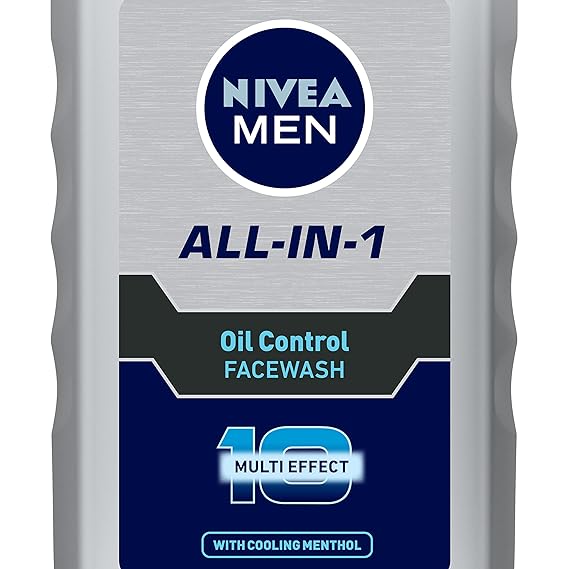 NIVEA
MEN
ALL-IN-1
Oil Control
FACEWASH
10
MULTI EFFECT
WITH COOLING MENTHOL